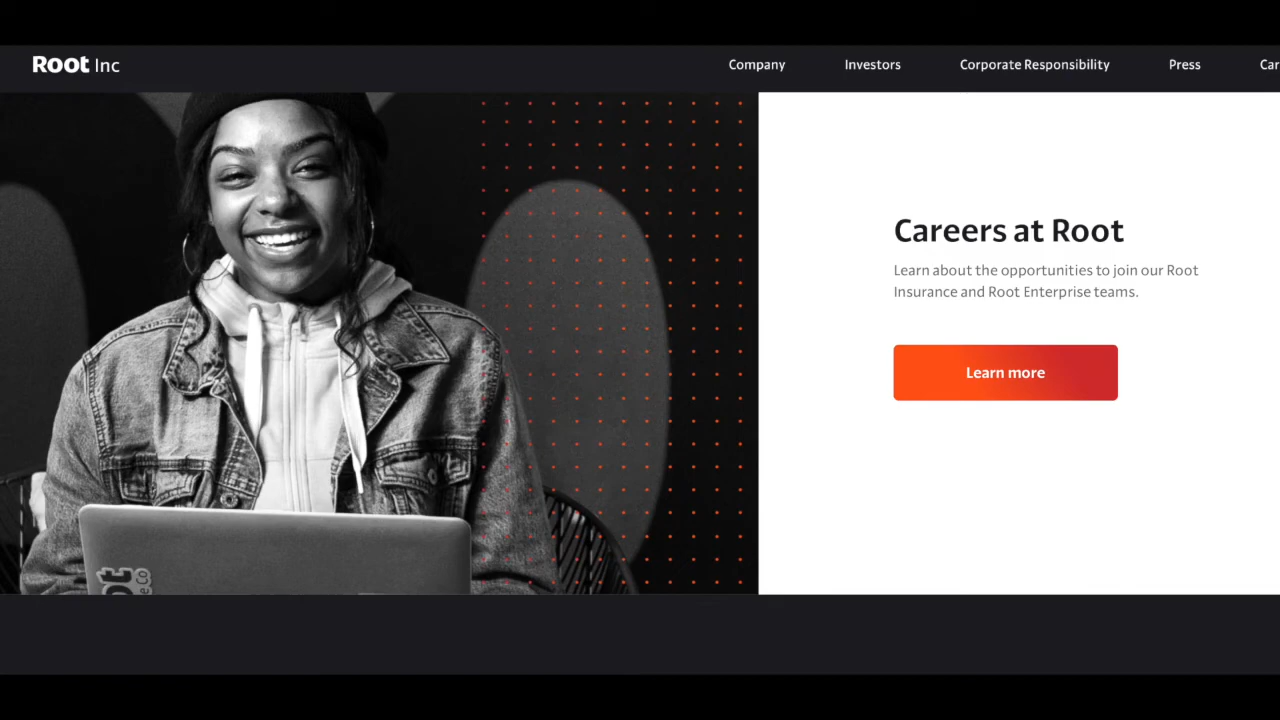 Root Inc
Company
Investors
Corporate Responsibility
Press
Car
Careers at Root
Learn about the opportunities to join our Root
Insurance and Root Enterprise teams.
Learn more